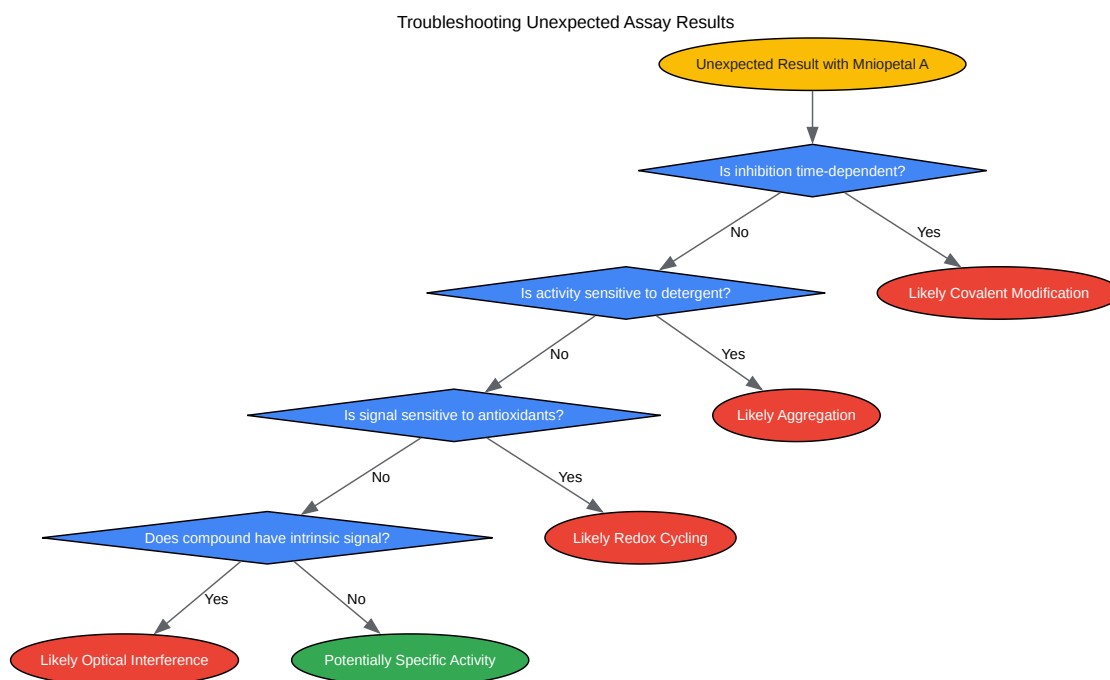 Troubleshooting Unexpected Assay Results
Unexpected Result with Mniopetal A
Is inhibition time-dependent?
No
Yes
Is activity sensitive to detergent?
Likely Covalent Modification
No
Yes
Is signal sensitive to antioxidants?
Likely Aggregation
No
Yes
Does compound have intrinsic signal?
Likely Redox Cycling
Yes
No
Likely Optical Interference
Potentially Specific Activity